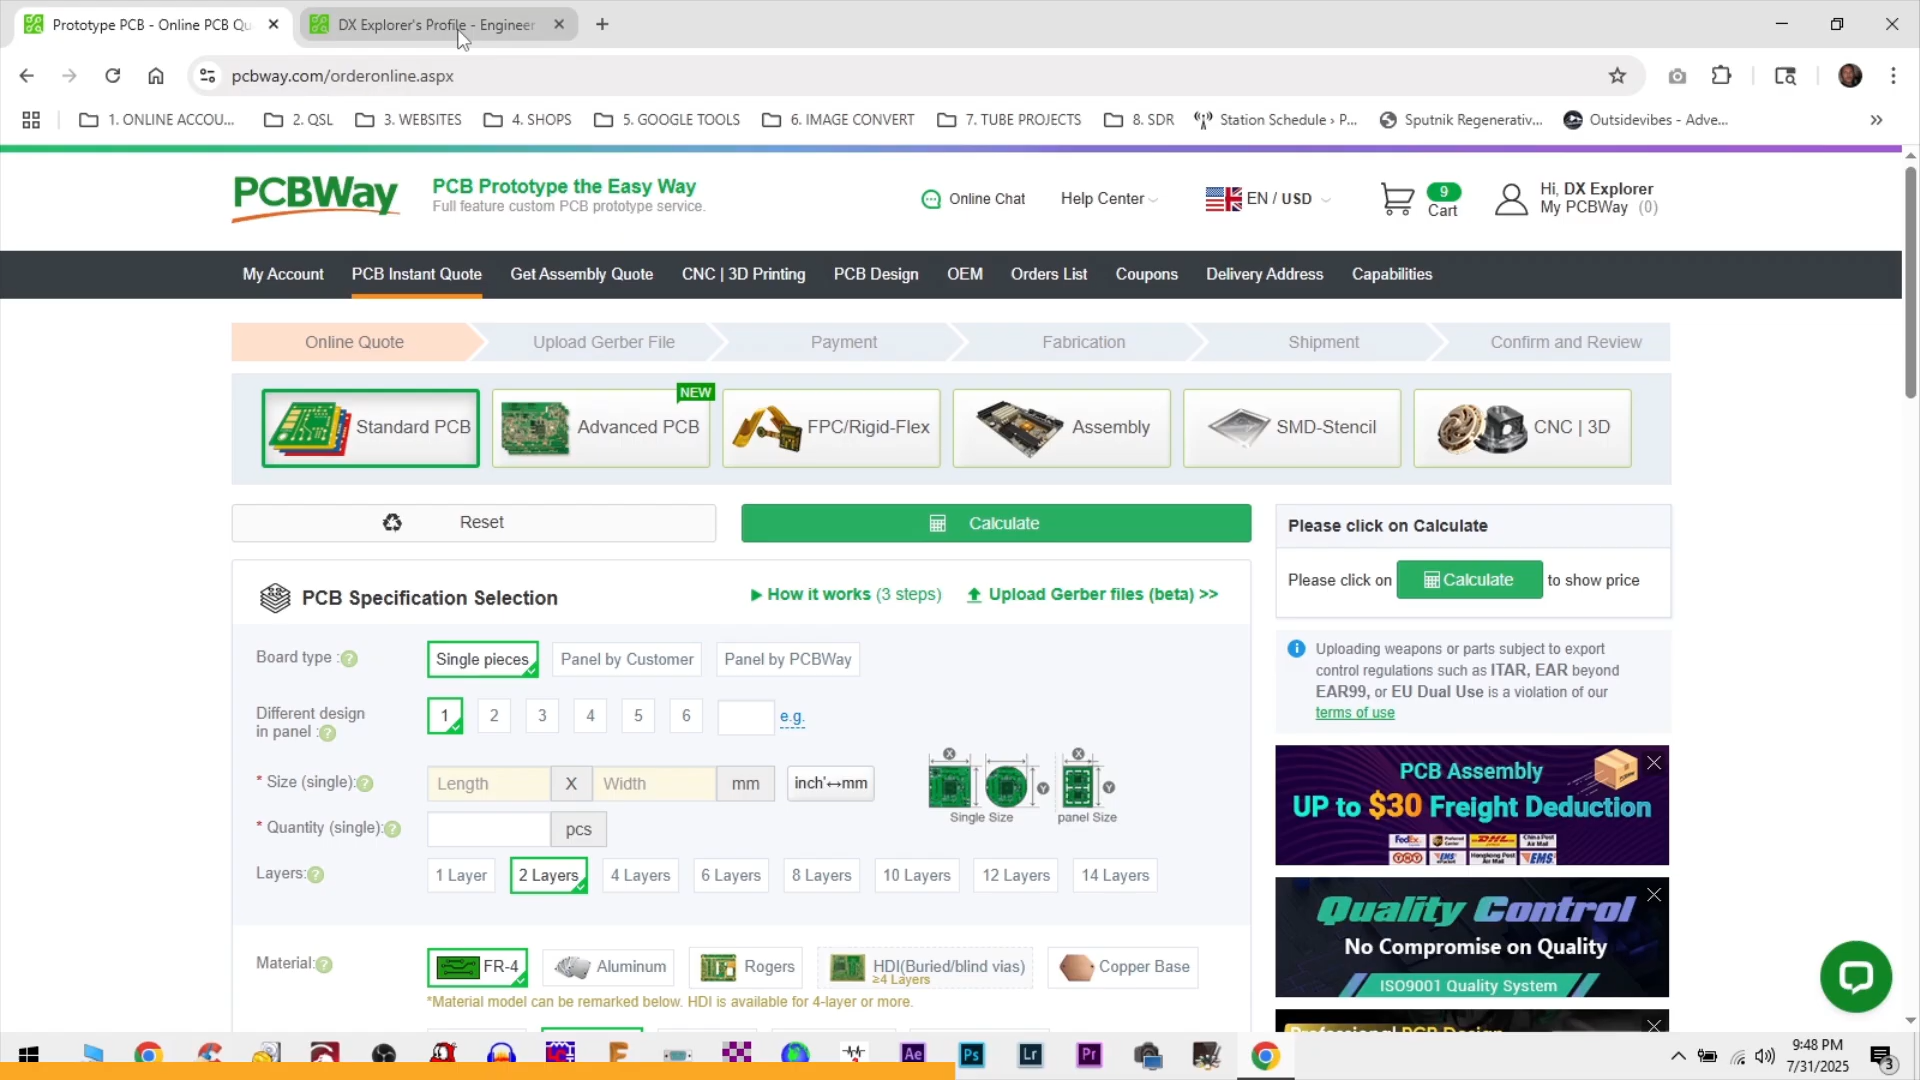 Prototype PCB - Online PCB Qu
DX Explorer's Profile - Engineer
pcbway.com/orderonline.aspx
1. ONLINE ACCOU...
2. QSL
3. WEBSITES
4. SHOPS
5. GOOGLE TOOLS
6. IMAGE CONVERT
7. TUBE PROJECTS
8. SDR
Station Schedule › P...
Sputnik Regenerativ...
Outsidevibes - Adve...
PCBWay
PCB Prototype the Easy Way
Full feature custom PCB prototype service.
Online Chat
Help Center
EN / USD
9
Cart
Hi, DX Explorer
My PCBWay (0)
My Account
PCB Instant Quote
Get Assembly Quote
CNC | 3D Printing
PCB Design
OEM
Orders List
Coupons
Delivery Address
Capabilities
Online Quote
Upload Gerber File
Payment
Fabrication
Shipment
Confirm and Review
Standard PCB
NEW
Advanced PCB
FPC/Rigid-Flex
Assembly
SMD-Stencil
CNC | 3D
Reset
Calculate
Please click on Calculate
Please click on
Calculate
to show price
PCB Specification Selection
How it works (3 steps)
Upload Gerber files (beta) >>
Board type :
Single pieces
Panel by Customer
Panel by PCBWay
Different design
in panel :
1
2
3
4
5
6
e.g.
* Size (single):
Length
X
Width
mm
inch'↔mm
X
X
Y
Y
Single Size
panel Size
* Quantity (single):
pcs
Layers:
1 Layer
2 Layers
4 Layers
6 Layers
8 Layers
10 Layers
12 Layers
14 Layers
Material:
FR-4
Aluminum
Rogers
HDI(Buried/blind vias)
≥4 Layers
Copper Base
*Material model can be remarked below. HDI is available for 4-layer or more.
Uploading weapons or parts subject to export
control regulations such as ITAR, EAR beyond
EAR99, or EU Dual Use is a violation of our
terms of use
PCB Assembly
UP to $30 Freight Deduction
FedEx
DHL
TNT
EMS
Quality Control
No Compromise on Quality
ISO9001 Quality System
Professional PCB Design
Ae
Ps
Lr
Pr
9:48 PM
7/31/2025
3